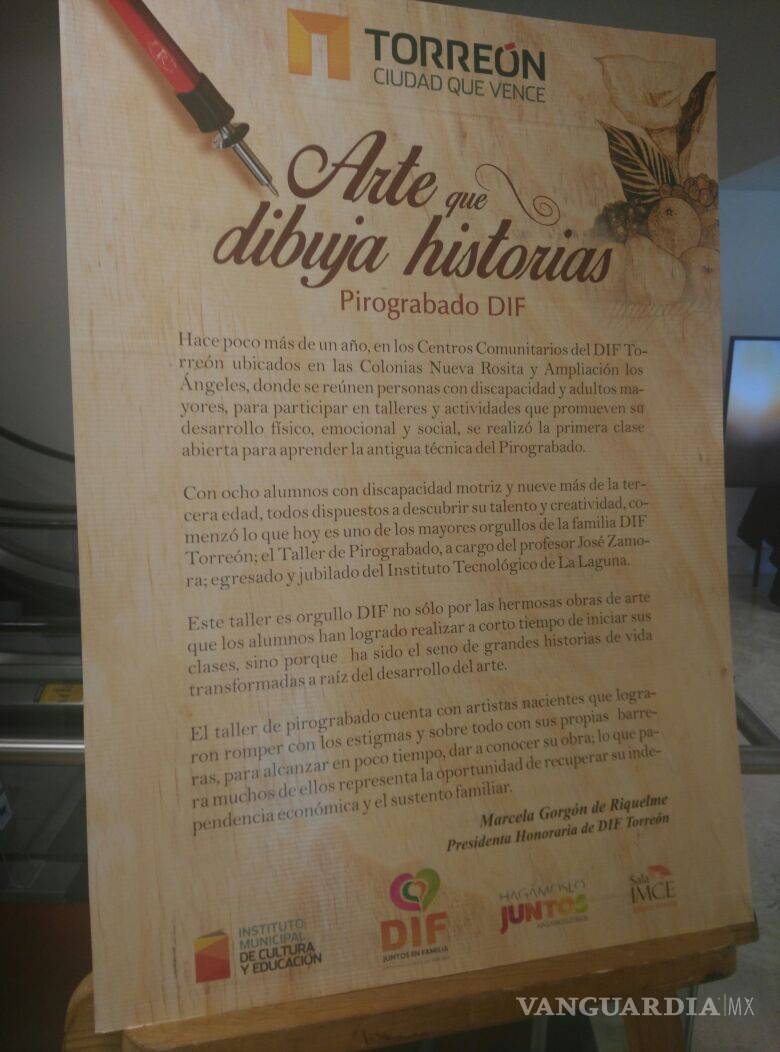 TORREÓN
CIUDAD QUE VENCE
Arte que
dibuja historias
Pirograbado DIF
Hace poco más de un año, en los Centros Comunitarios del DIF To-
rreón ubicados en las Colonias Nueva Rosita y Ampliación los
Ángeles, donde se reúnen personas con discapacidad y adultos ma-
yores, para participar en talleres y actividades que promueven su
desarrollo físico, emocional y social, se realizó la primera clase
abierta para aprender la antigua técnica del Pirograbado.
Con ocho alumnos con discapacidad motriz y nueve más de la ter-
cera edad, todos dispuestos a descubrir su talento y creatividad, co-
menzó lo que hoy es uno de los mayores orgullos de la familia DIF
Torreón; el Taller de Pirograbado, a cargo del profesor José Zamo-
ra; egresado y jubilado del Instituto Tecnológico de La Laguna.
Este taller es orgullo DIF no sólo por las hermosas obras de arte
que los alumnos han logrado realizar a corto tiempo de iniciar sus
clases, sino porque ha sido el seno de grandes historias de vida
transformadas a raíz del desarrollo del arte.
El taller de pirograbado cuenta con artistas nacientes que logra-
ron romper con los estigmas y sobre todo con sus propias barre-
ras, para alcanzar en poco tiempo, dar a conocer su obra; lo que pa-
ra muchos de ellos representa la oportunidad de recuperar su inde-
pendencia económica y el sustento familiar.
Marcela Gorgón de Riquelme
Presidenta Honoraria de DIF Torreón
INSTITUTO
MUNICIPAL
DE CULTURA
Y EDUCACIÓN
DIF
JUNTOS EN FAMILIA
HAGÁMOSLO
JUNTOS
Sala
IMCE
VANGUARDIA|MX